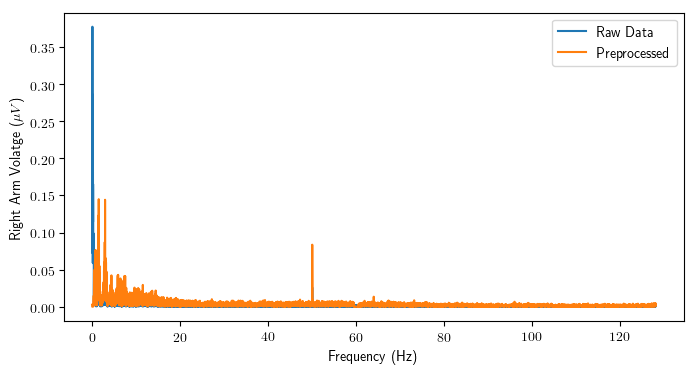 Raw Data
Preprocessed
0.35
0.30
0.25
0.20
0.15
0.10
0.05
0.00
Right Arm Volatge (μV)
0 20 40 60 80 100 120
Frequency (Hz)